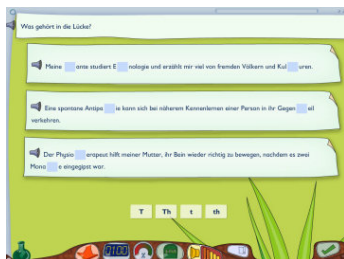 Was gehört in die Lücke?
Meine ante studiert E nologie und erzählt mir viel von fremden Völkern und Kul uren.
Eine spontane Antipa ie kann sich bei näherem Kennenlernen einer Person in ihr Gegen eil
verkehren.
Der Physio erapeut hilft meiner Mutter, ihr Bein wieder richtig zu bewegen, nachdem es zwei
Mona e eingegipst war.
T Th t th
0100